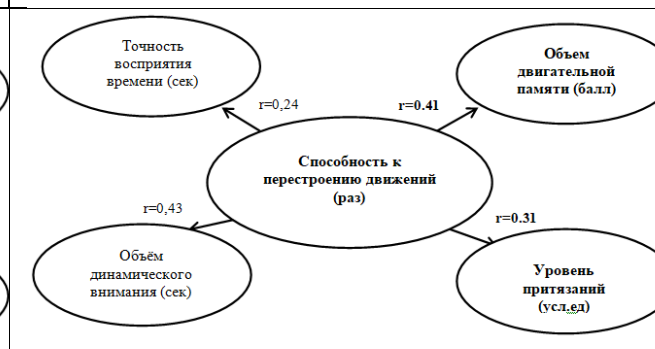 Точность
восприятия
времени (сек)
Объем
двигательной
памяти (балл)
r=0,24
r=0.41
Способность к
перестроению движений
(раз)
r=0,43
r=0.31
Объём
динамического
внимания (сек)
Уровень
притязаний
(усл.ед)